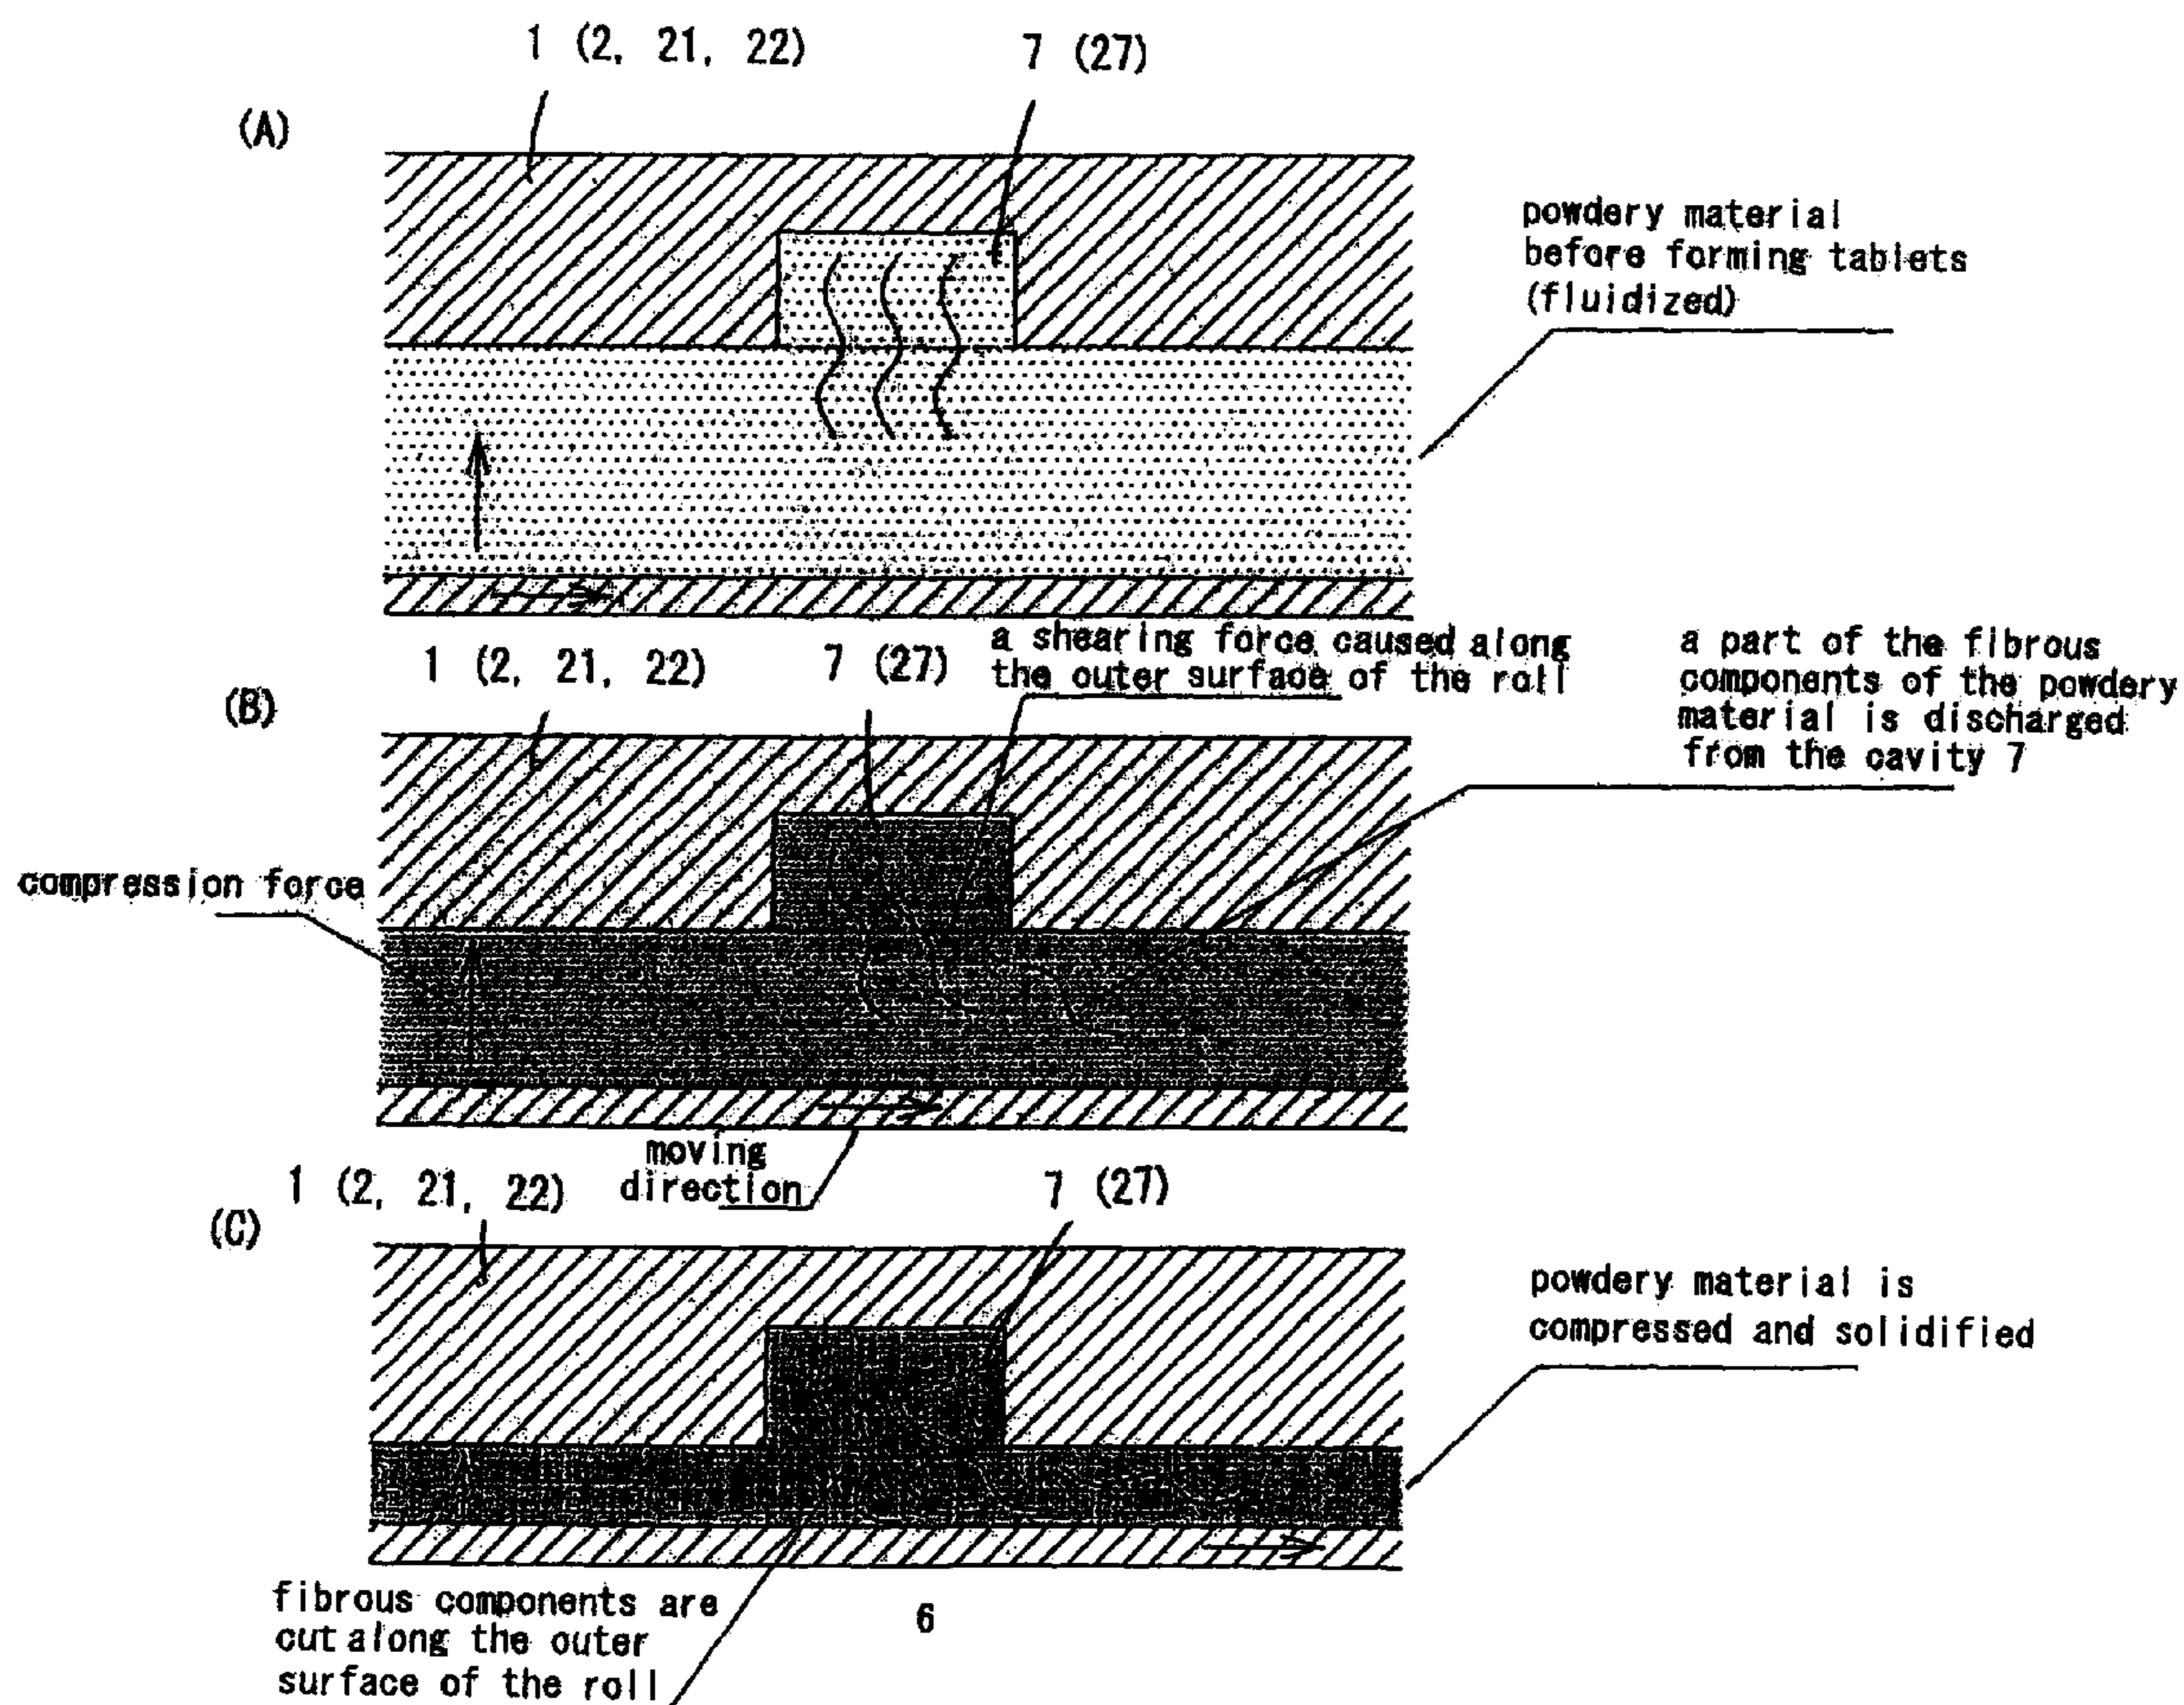 1 (2, 21, 22)
7 (27)
(A)
powdery material
before forming tablets
(fluidized)
1 (2, 21, 22)
7 (27)
a shearing force caused along
the outer surface of the roll
a part of the fibrous
components of the powdery
material is discharged
from the cavity 7
(B)
compression force
moving
direction
1 (2, 21, 22)
7 (27)
(C)
powdery material is
compressed and solidified
fibrous components are
cut along the outer
surface of the roll
6